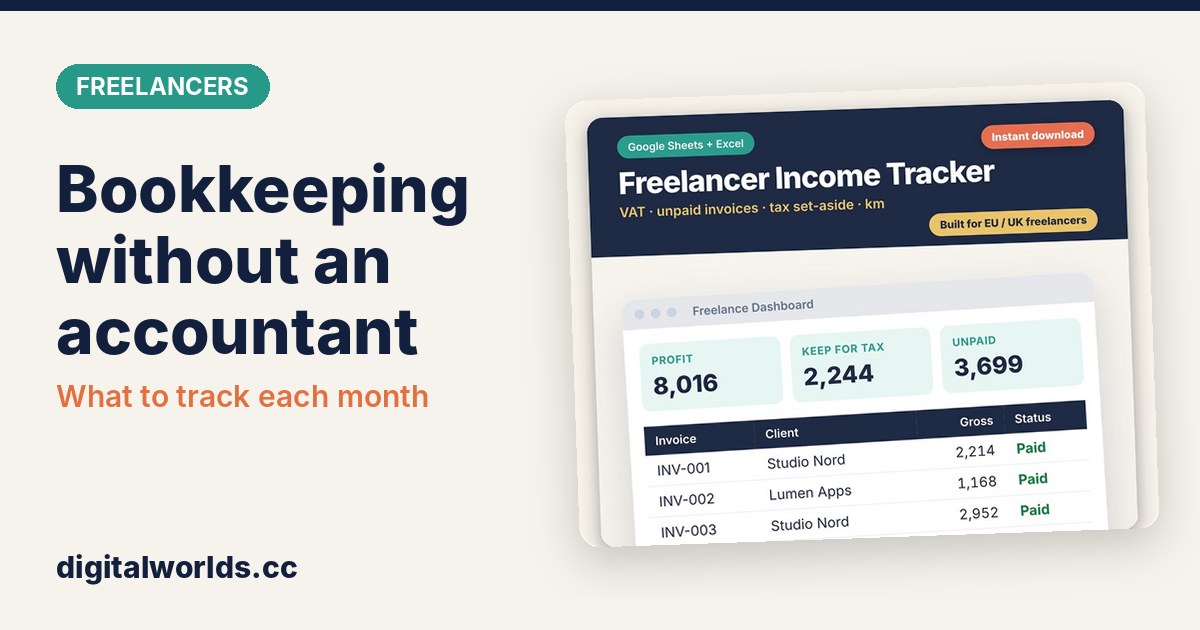 FREELANCERS
Bookkeeping
without an
accountant
What to track each month
digitalworlds.cc
Google Sheets + Excel
Instant download
Freelancer Income Tracker
VAT · unpaid invoices · tax set-aside · km
Built for EU / UK freelancers
Freelance Dashboard
PROFIT
8,016
KEEP FOR TAX
2,244
UNPAID
3,699
Invoice Client Gross Status
INV-001 Studio Nord 2,214 Paid
INV-002 Lumen Apps 1,168 Paid
INV-003 Studio Nord 2,952 Paid